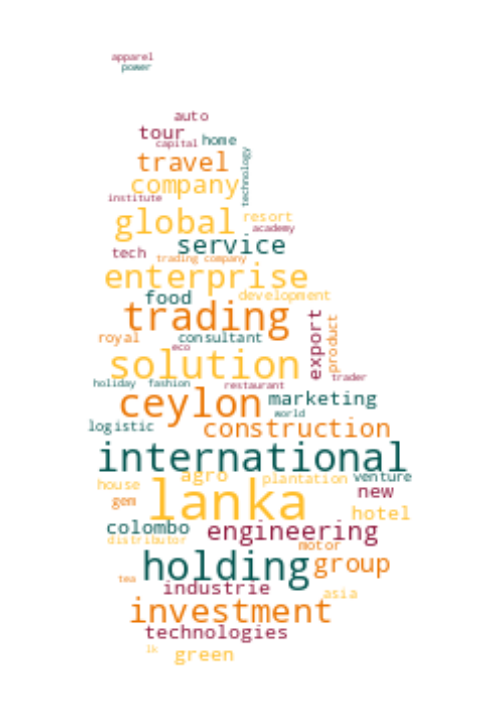 apparel
power
auto
tour
home
capital
travel
technology
company
institute
global
resort
academy
service
tech
trading company
enterprise
food
development
trading
export
product
royal
consultant
eco
solution
trader
holiday
fashion
restaurant
ceylon
marketing
world
logistic
construction
international
agro
plantation
venture
house
lanka
new
gem
hotel
colombo
engineering
distributor
motor
holding
group
tea
industrie
asia
investment
technologies
lk
green